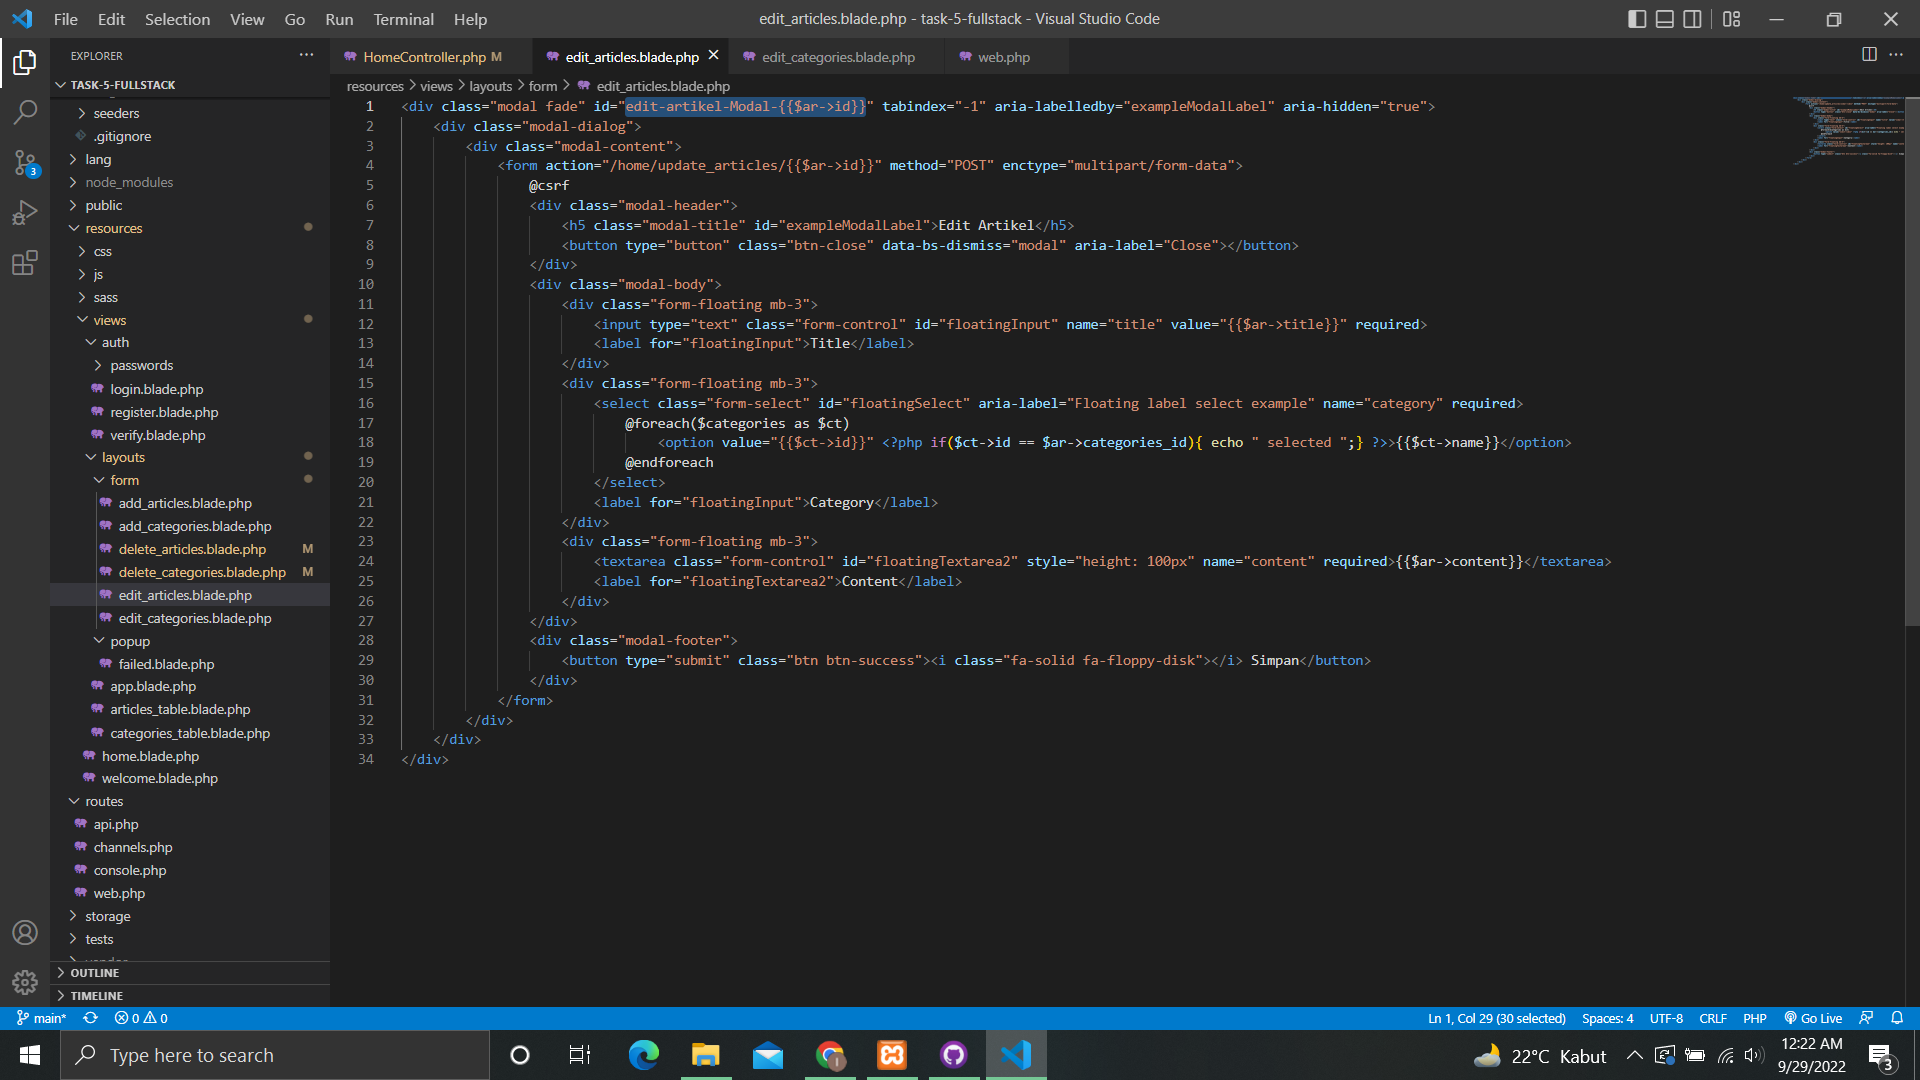 File Edit Selection View Go Run Terminal Help
edit_articles.blade.php - task-5-fullstack - Visual Studio Code
EXPLORER
HomeController.php M
edit_articles.blade.php
edit_categories.blade.php
web.php
TASK-5-FULLSTACK
seeders
.gitignore
lang
node_modules
public
resources
css
js
sass
views
auth
passwords
login.blade.php
register.blade.php
verify.blade.php
layouts
form
add_articles.blade.php
add_categories.blade.php
delete_articles.blade.php M
delete_categories.blade.php M
edit_articles.blade.php
edit_categories.blade.php
popup
failed.blade.php
app.blade.php
articles_table.blade.php
categories_table.blade.php
home.blade.php
welcome.blade.php
routes
api.php
channels.php
console.php
web.php
storage
tests
OUTLINE
TIMELINE
resources > views > layouts > form > edit_articles.blade.php
1 <div class="modal fade" id="edit-artikel-Modal-{{$ar->id}}" tabindex="-1" aria-labelledby="exampleModalLabel" aria-hidden="true">
2 <div class="modal-dialog">
3 <div class="modal-content">
4 <form action="/home/update_articles/{{$ar->id}}" method="POST" enctype="multipart/form-data">
5 @csrf
6 <div class="modal-header">
7 <h5 class="modal-title" id="exampleModalLabel">Edit Artikel</h5>
8 <button type="button" class="btn-close" data-bs-dismiss="modal" aria-label="Close"></button>
9 </div>
10 <div class="modal-body">
11 <div class="form-floating mb-3">
12 <input type="text" class="form-control" id="floatingInput" name="title" value="{{$ar->title}}" required>
13 <label for="floatingInput">Title</label>
14 </div>
15 <div class="form-floating mb-3">
16 <select class="form-select" id="floatingSelect" aria-label="Floating label select example" name="category" required>
17 @foreach($categories as $ct)
18 <option value="{{$ct->id}}" <?php if($ct->id == $ar->categories_id){ echo " selected ";} ?>>{{$ct->name}}</option>
19 @endforeach
20 </select>
21 <label for="floatingInput">Category</label>
22 </div>
23 <div class="form-floating mb-3">
24 <textarea class="form-control" id="floatingTextarea2" style="height: 100px" name="content" required>{{$ar->content}}</textarea>
25 <label for="floatingTextarea2">Content</label>
26 </div>
27 </div>
28 <div class="modal-footer">
29 <button type="submit" class="btn btn-success"><i class="fa-solid fa-floppy-disk"></i> Simpan</button>
30 </div>
31 </form>
32 </div>
33 </div>
34 </div>
3
main* 0 0
Ln 1, Col 29 (30 selected) Spaces: 4 UTF-8 CRLF PHP Go Live
Type here to search
22°C Kabut
12:22 AM
9/29/2022
3